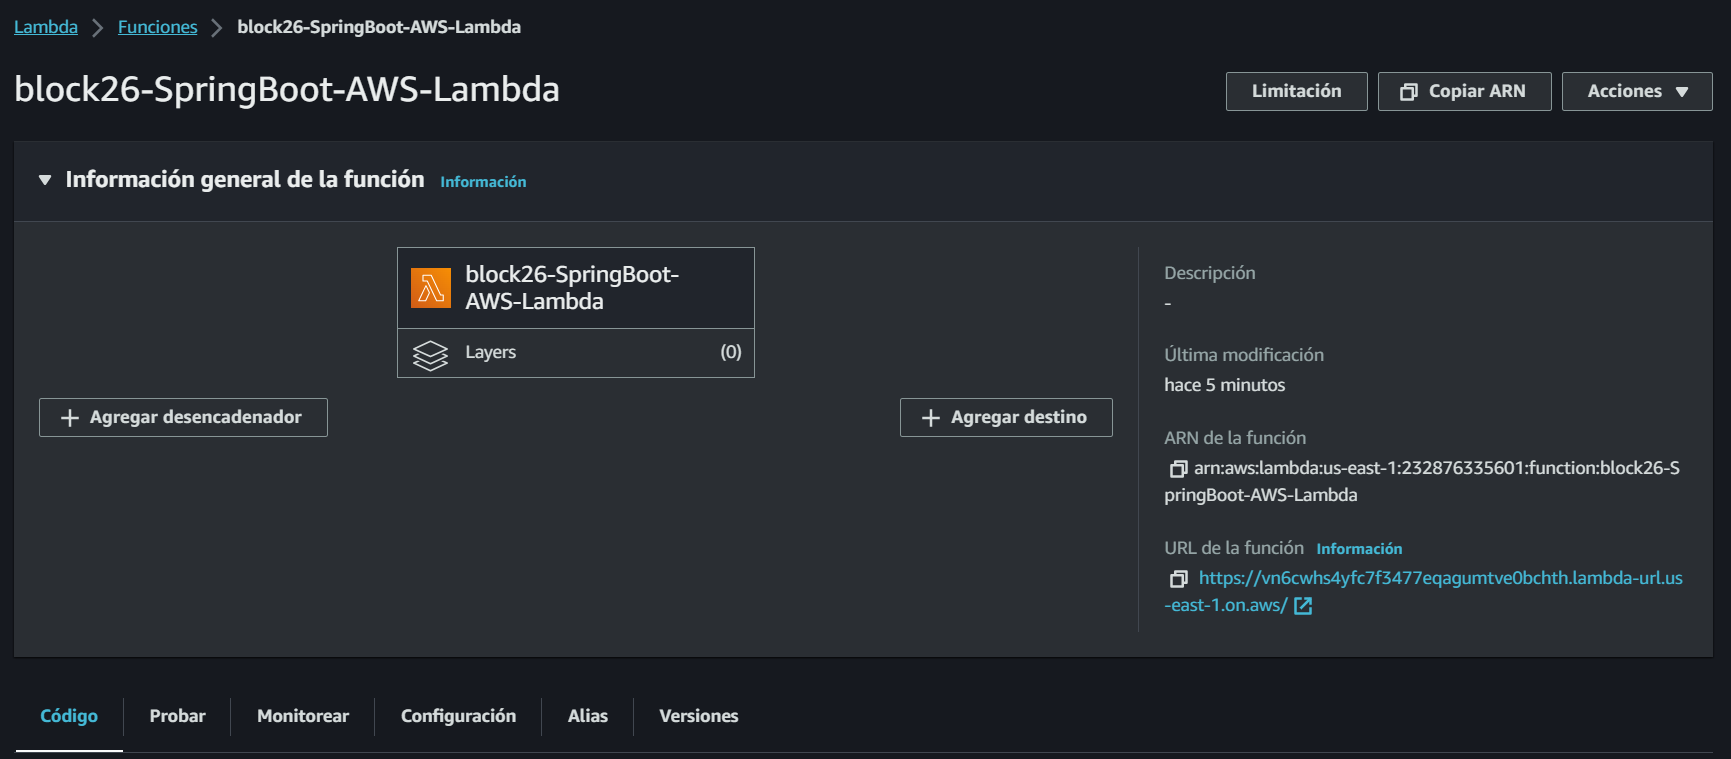 Lambda > Funciones > block26-SpringBoot-AWS-Lambda
block26-SpringBoot-AWS-Lambda
Limitación
Copiar ARN
Acciones
Información general de la función Información
block26-SpringBoot-
AWS-Lambda
Layers (0)
+ Agregar desencadenador
+ Agregar destino
Descripción
-
Última modificación
hace 5 minutos
ARN de la función
arn:aws:lambda:us-east-1:232876335601:function:block26-S
pringBoot-AWS-Lambda
URL de la función Información
https://vn6cwhs4yfc7f3477eqagumtve0bchth.lambda-url.us
-east-1.on.aws/
Código
Probar
Monitorear
Configuración
Alias
Versiones